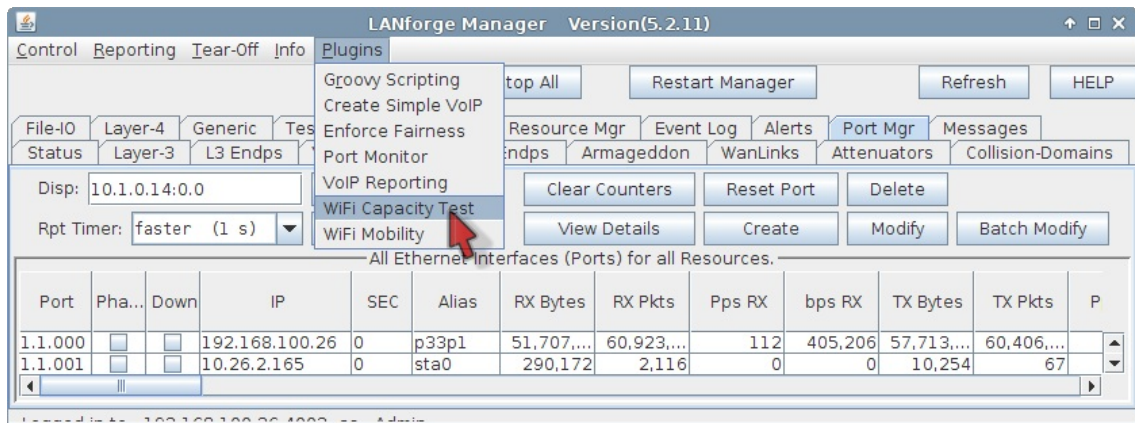 LANforge Manager Version(5.2.11)
Control Reporting Tear-Off Info Plugins
Groovy Scripting
Create Simple VoIP
Enforce Fairness
Port Monitor
VoIP Reporting
WiFi Capacity Test
WiFi Mobility
top All Restart Manager Refresh HELP
File-IO Layer-4 Generic Tes Resource Mgr Event Log Alerts Port Mgr Messages
Status Layer-3 L3 Endps ndps Armageddon WanLinks Attenuators Collision-Domains
Disp: 10.1.0.14:0.0 Clear Counters Reset Port Delete
Rpt Timer: faster (1 s) View Details Create Modify Batch Modify
All Ethernet Interfaces (Ports) for all Resources.
Port Pha... Down IP SEC Alias RX Bytes RX Pkts Pps RX bps RX TX Bytes TX Pkts P
1.1.000 192.168.100.26 0 p33p1 51,707,... 60,923,... 112 405,206 57,713,... 60,406,...
1.1.001 10.26.2.165 0 sta0 290,172 2,116 0 0 10,254 67